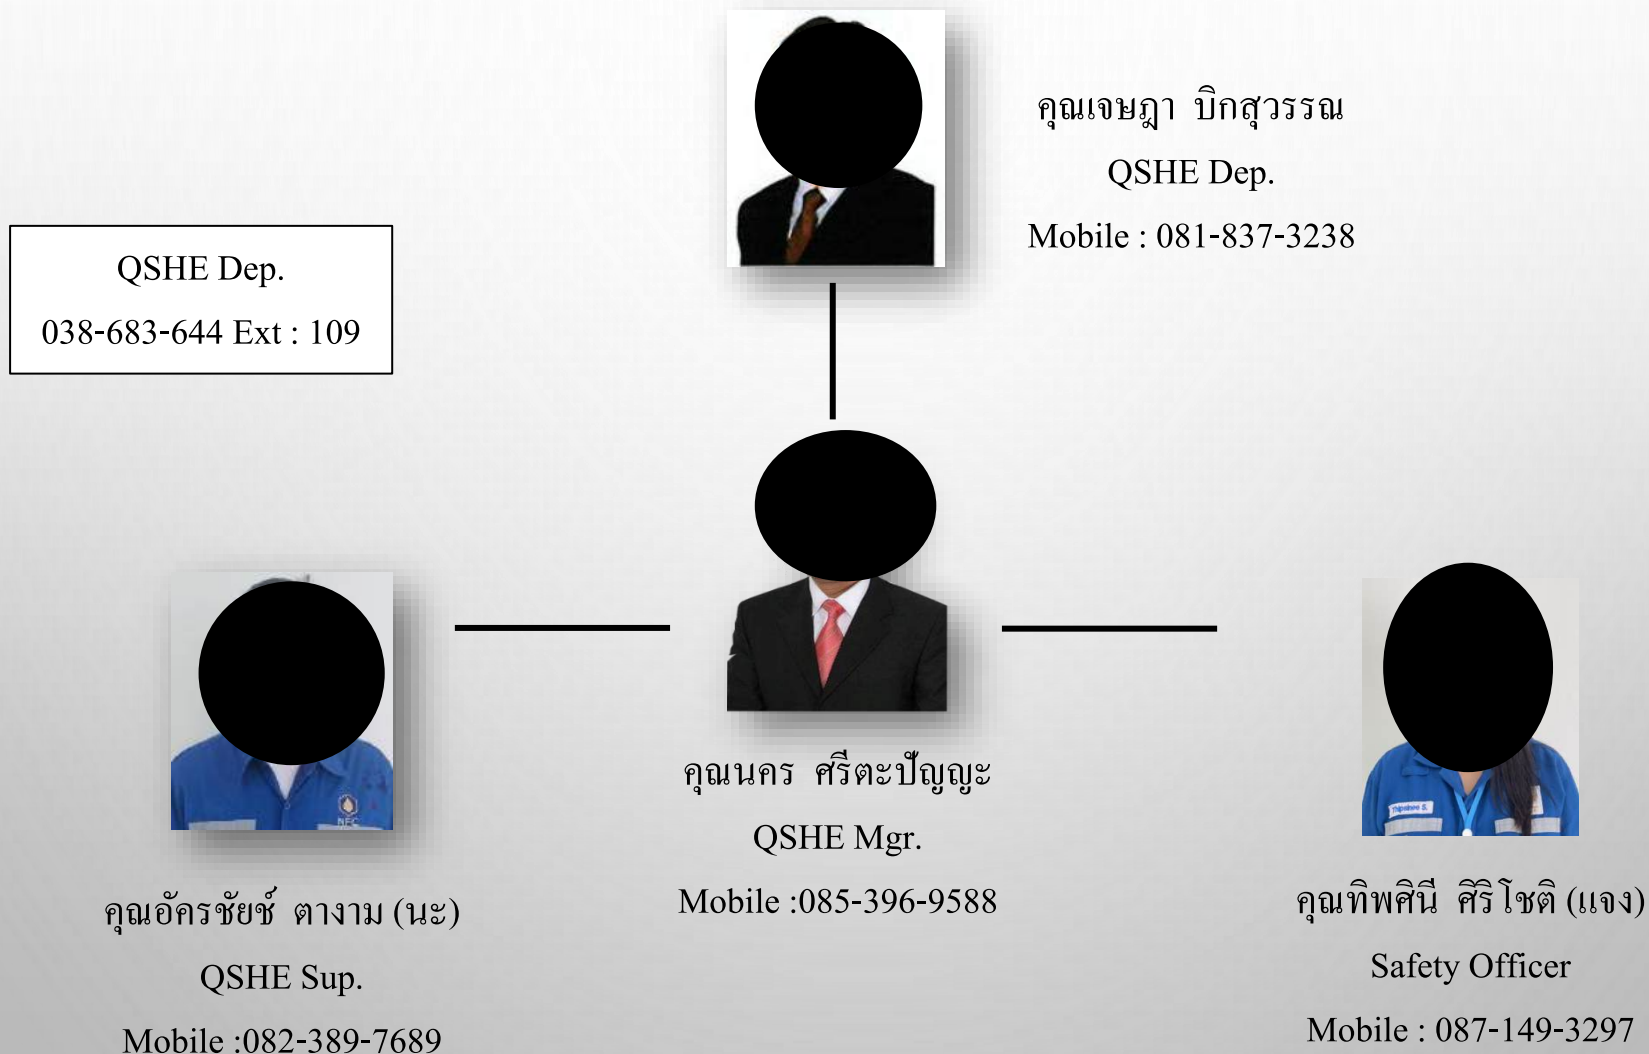 คุณเจษฎา บิกสุวรรณ
QSHE Dep.
Mobile : 081-837-3238
QSHE Dep.
038-683-644 Ext : 109
คุณนคร ศรีตะปัญญะ
QSHE Mgr.
Mobile :085-396-9588
NFC
คุณอัครชัยช์ ตางาม (นะ)
QSHE Sup.
Mobile :082-389-7689
Thipsinee S.
คุณทิพศินี ศิริโชติ (แจง)
Safety Officer
Mobile : 087-149-3297